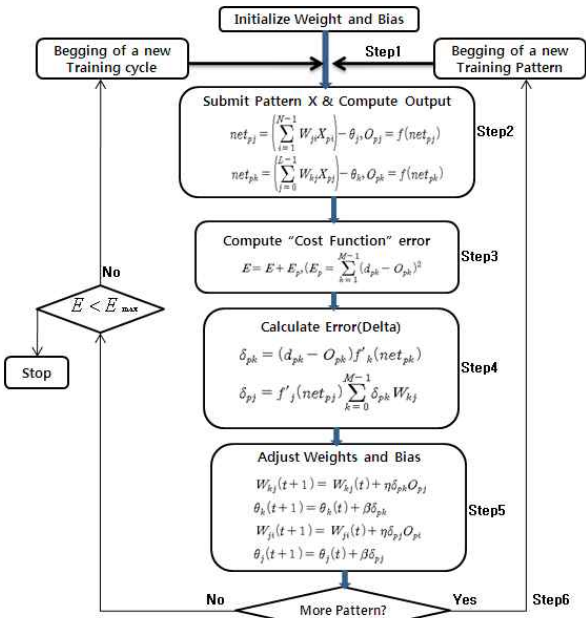 Initialize Weight and Bias
Begging of a new
Training cycle
Step1
Begging of a new
Training Pattern
Submit Pattern X & Compute Output
net_pj = (∑_{i=1}^{N-1} W_ji X_pi) - θ_j, O_pj = f(net_pj)
net_pk = (∑_{j=0}^{L-1} W_kj X_pj) - θ_k, O_pk = f(net_pk)
Step2
Compute “Cost Function” error
E = E + E_p, (E_p = ∑_{k=1}^{M-1} (d_pk - O_pk)^2
Step3
No
E < E_max
Stop
Calculate Error(Delta)
δ_pk = (d_pk - O_pk) f'_k (net_pk)
δ_pj = f'_j (net_pj) ∑_{k=0}^{M-1} δ_pk W_kj
Step4
Adjust Weights and Bias
W_kj (t+1) = W_kj (t) + ηδ_pk O_pj
θ_k (t+1) = θ_k (t) + βδ_pk
W_ji (t+1) = W_ji (t) + ηδ_pj O_pi
θ_j (t+1) = θ_j (t) + βδ_pj
Step5
No
More Pattern?
Yes
Step6